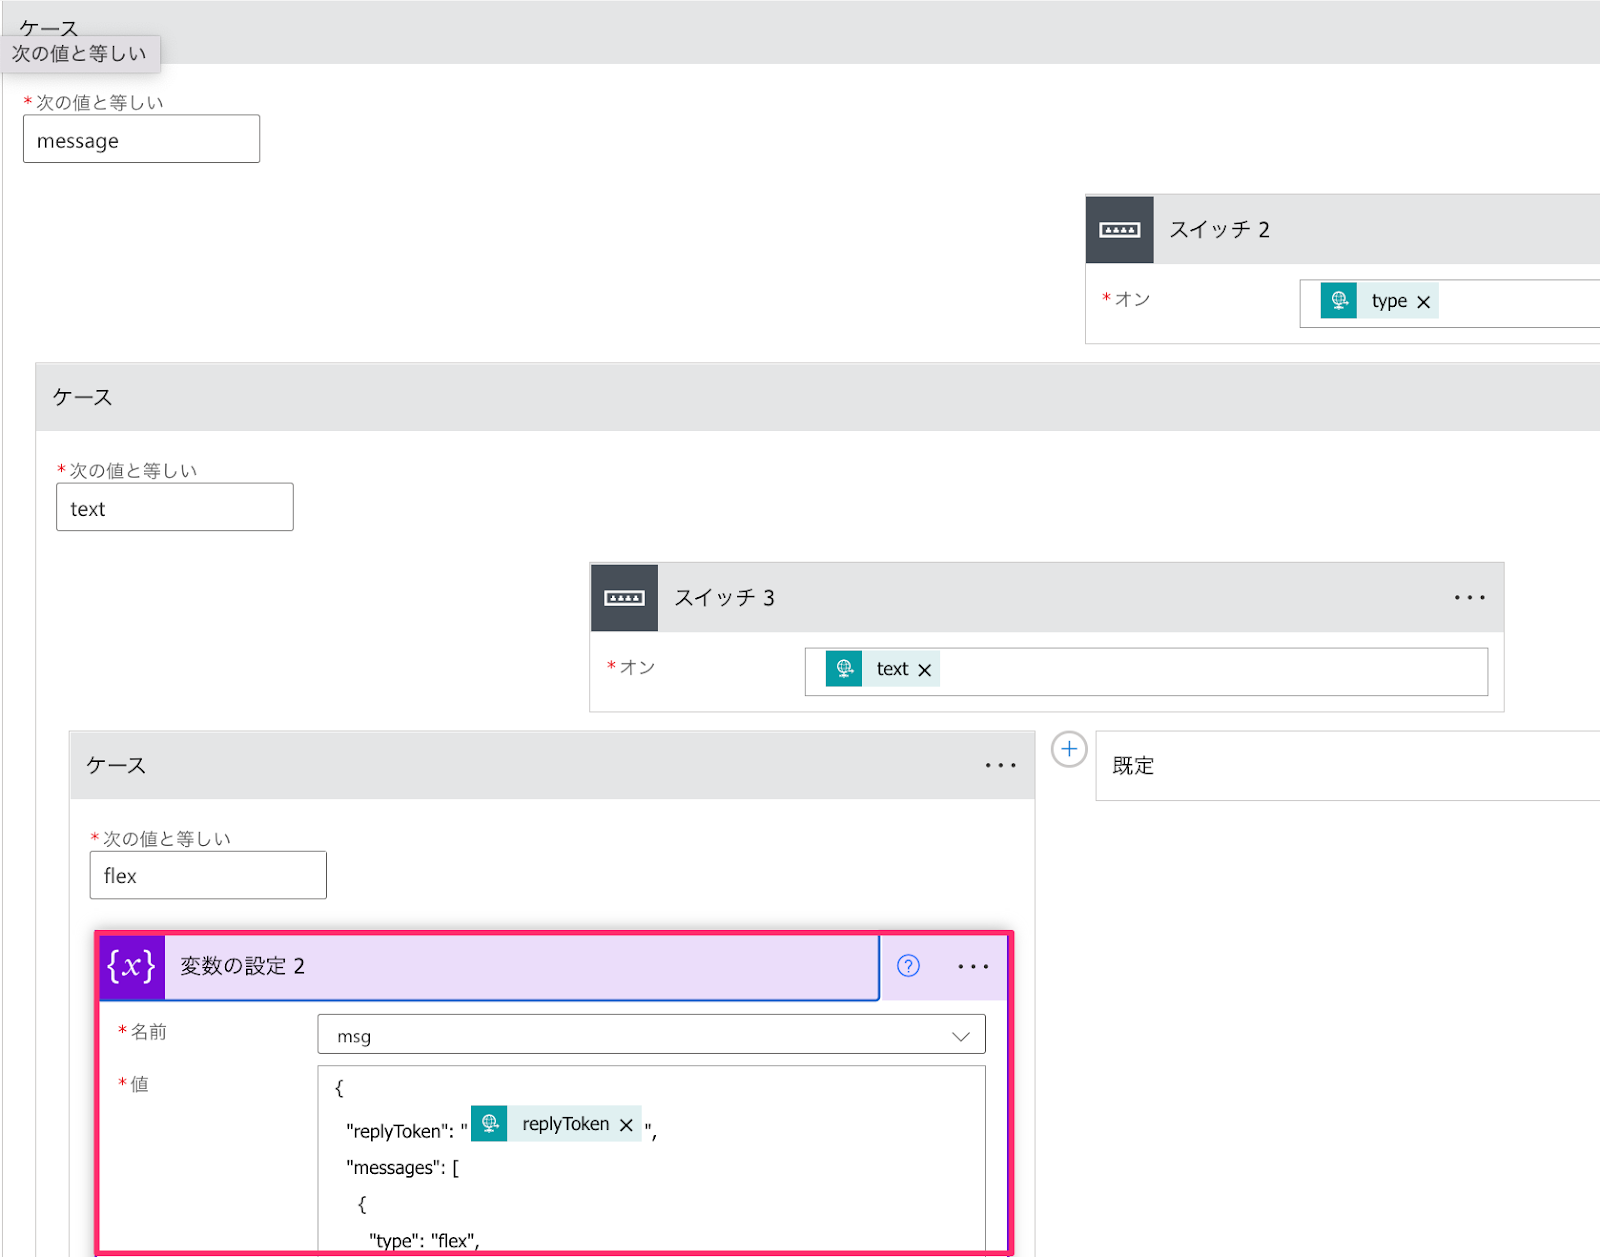 ケース
次の値と等しい
*次の値と等しい
message
スイッチ 2
*オン
type ×
ケース
*次の値と等しい
text
スイッチ 3
*オン
text ×
ケース
既定
*次の値と等しい
flex
{x} 変数の設定 2
*名前
msg
*値
{
"replyToken": " replyToken × ",
"messages": [
{
"type": "flex",